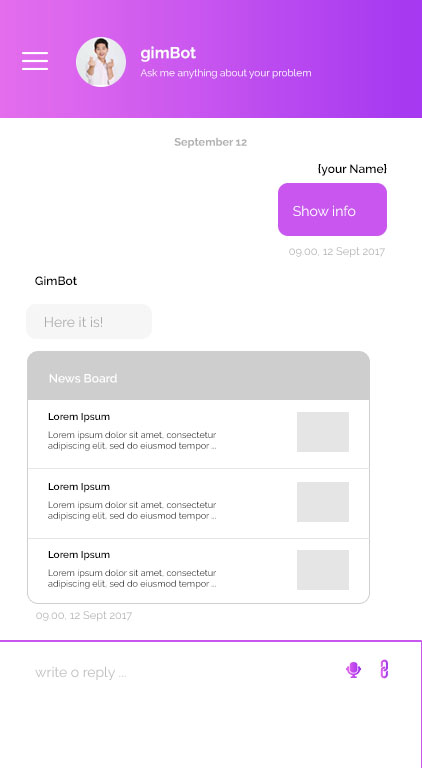 gimBot
Ask me anything about your problem
September 12
{your Name}
Show info
09.00, 12 Sept 2017
GimBot
Here it is!
News Board
Lorem Ipsum
Lorem ipsum dolor sit amet, consectetur
adipiscing elit, sed do eiusmod tempor ...
Lorem Ipsum
Lorem ipsum dolor sit amet, consectetur
adipiscing elit, sed do eiusmod tempor ...
Lorem Ipsum
Lorem ipsum dolor sit amet, consectetur
adipiscing elit, sed do eiusmod tempor ...
09.00, 12 Sept 2017
write o reply ...